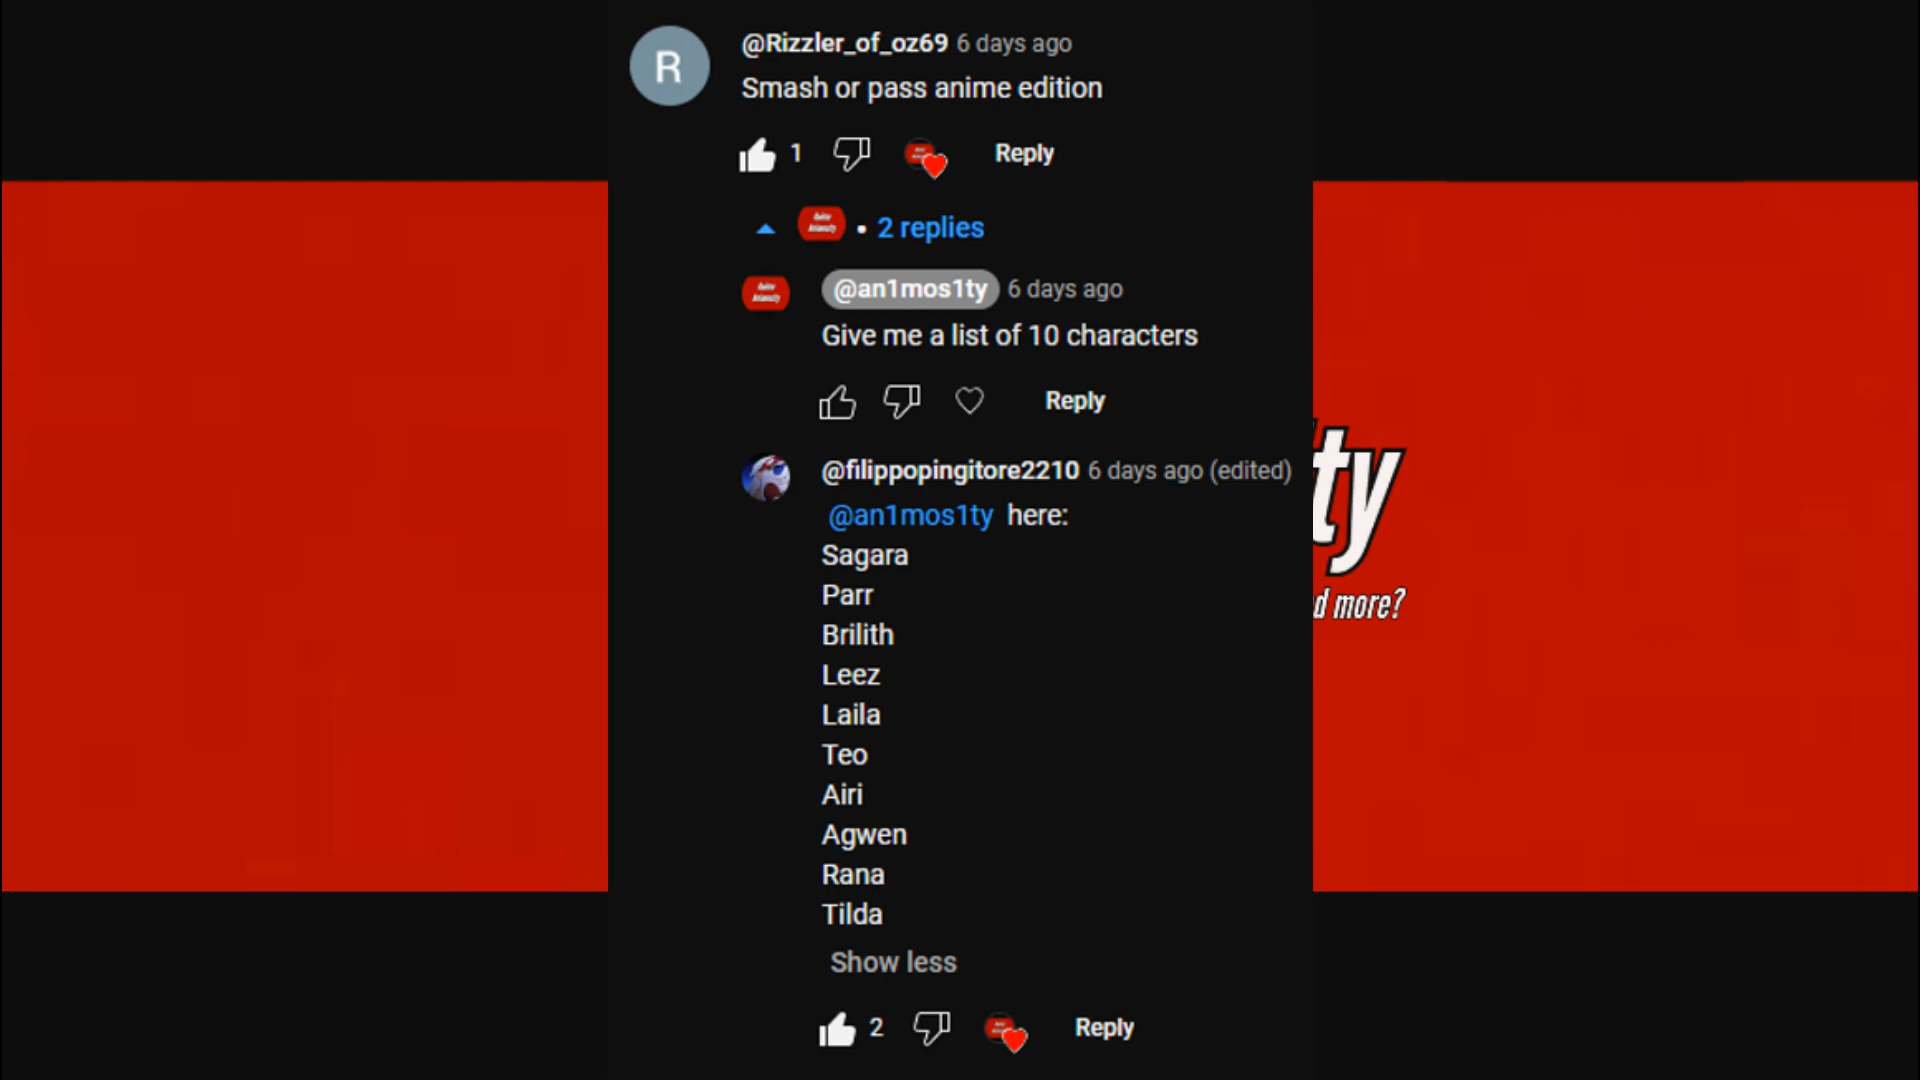 R
@Rizzler_of_oz69 6 days ago
Smash or pass anime edition
1 Reply
• 2 replies
@an1mos1ty 6 days ago
Give me a list of 10 characters
Reply
@filippopingitore2210 6 days ago (edited)
@an1mos1ty here:
Sagara
Parr
Brilith
Leez
Laila
Teo
Airi
Agwen
Rana
Tilda
Show less
2 Reply
ty
d more?